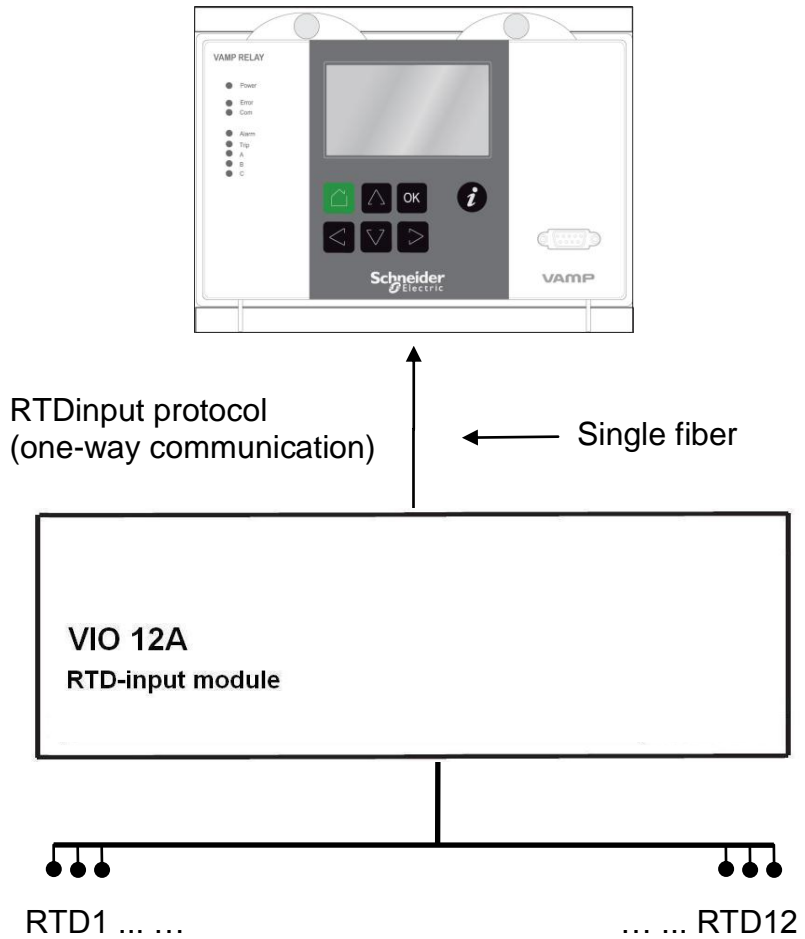 VAMP RELAY
Power
Error
Com
Alarm
Trip
A
B
C
OK
i
Schneider
Electric
VAMP
RTDinput protocol
(one-way communication)
Single fiber
VIO 12A
RTD-input module
RTD1 ... …
… ... RTD12